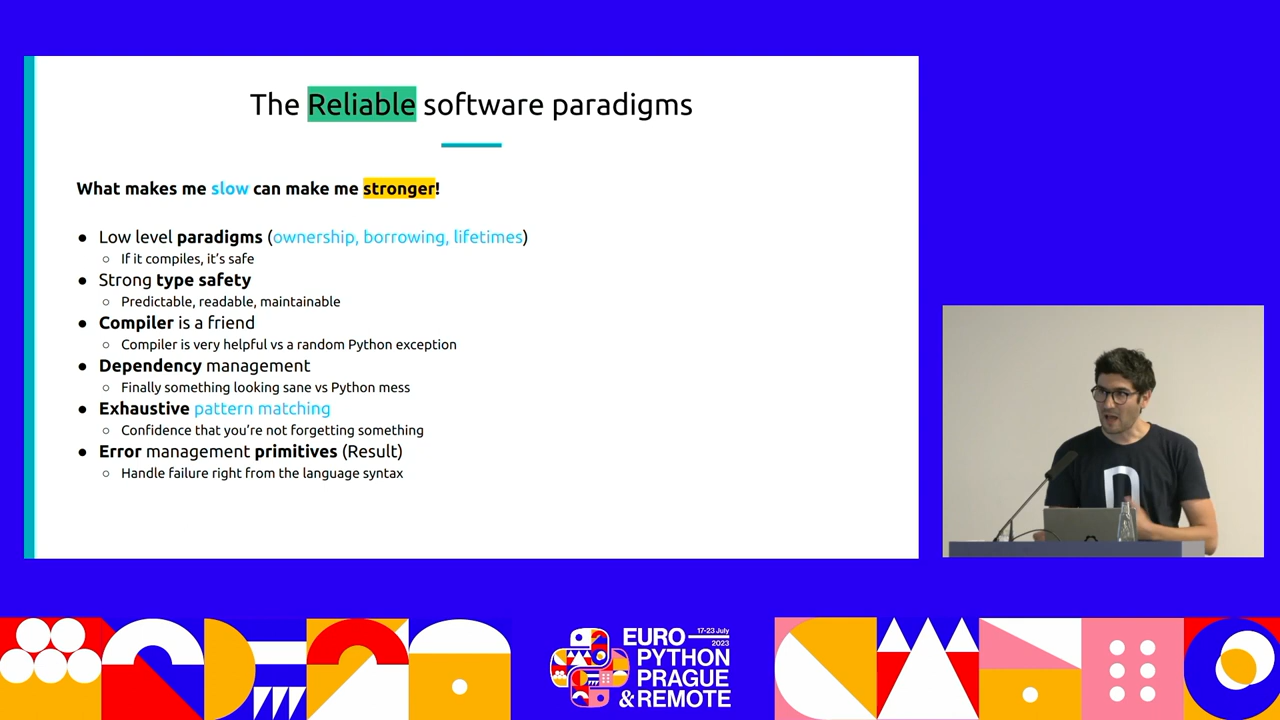 The Reliable software paradigms
What makes me slow can make me stronger!
● Low level paradigms (ownership, borrowing, lifetimes)
○ If it compiles, it's safe
● Strong type safety
○ Predictable, readable, maintainable
● Compiler is a friend
○ Compiler is very helpful vs a random Python exception
● Dependency management
○ Finally something looking sane vs Python mess
● Exhaustive pattern matching
○ Confidence that you're not forgetting something
● Error management primitives (Result)
○ Handle failure right from the language syntax
EURO 17-23 July
2023
PYTHON
PRAGUE
& REMOTE